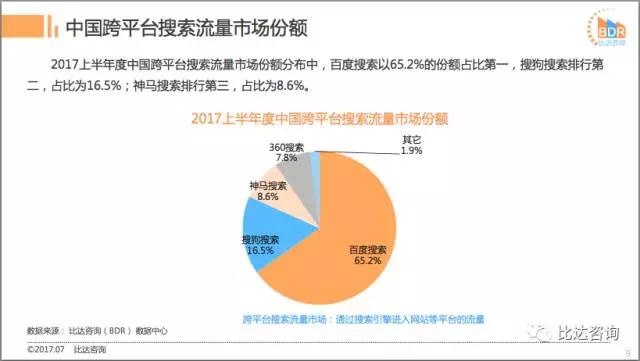 中国跨平台搜索流量市场份额
BDR
比达咨询
2017上半年度中国跨平台搜索流量市场份额分布中，百度搜索以65.2%的份额占比第一，搜狗搜索排行第
二，占比为16.5%；神马搜索排行第三，占比为8.6%。
2017上半年度中国跨平台搜索流量市场份额
其它
1.9%
360搜索
7.8%
神马搜索
8.6%
搜狗搜索
16.5%
百度搜索
65.2%
跨平台搜索流量市场：通过搜索引擎进入网站等平台的流量
数据来源：比达咨询（BDR）数据中心
©2017.07 比达咨询
比达咨询
9